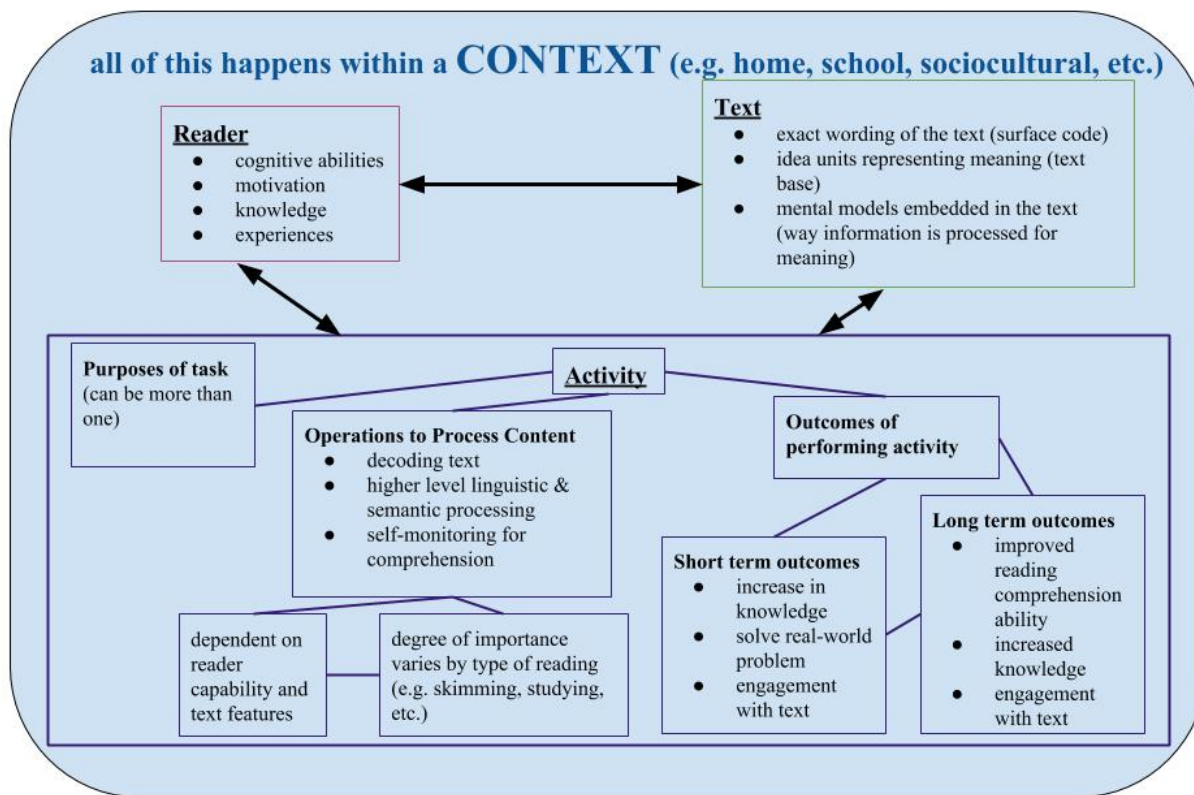 all of this happens within a CONTEXT (e.g. home, school, sociocultural, etc.)
Reader
● cognitive abilities
● motivation
● knowledge
● experiences
Text
● exact wording of the text (surface code)
● idea units representing meaning (text
base)
● mental models embedded in the text
(way information is processed for
meaning)
Purposes of task
(can be more than
one)
Activity
Operations to Process Content
● decoding text
● higher level linguistic &
semantic processing
● self-monitoring for
comprehension
dependent on
reader
capability and
text features
degree of importance
varies by type of reading
(e.g. skimming, studying,
etc.)
Outcomes of
performing activity
Short term outcomes
● increase in
knowledge
● solve real-world
problem
● engagement
with text
Long term outcomes
● improved
reading
comprehension
ability
● increased
knowledge
● engagement
with text